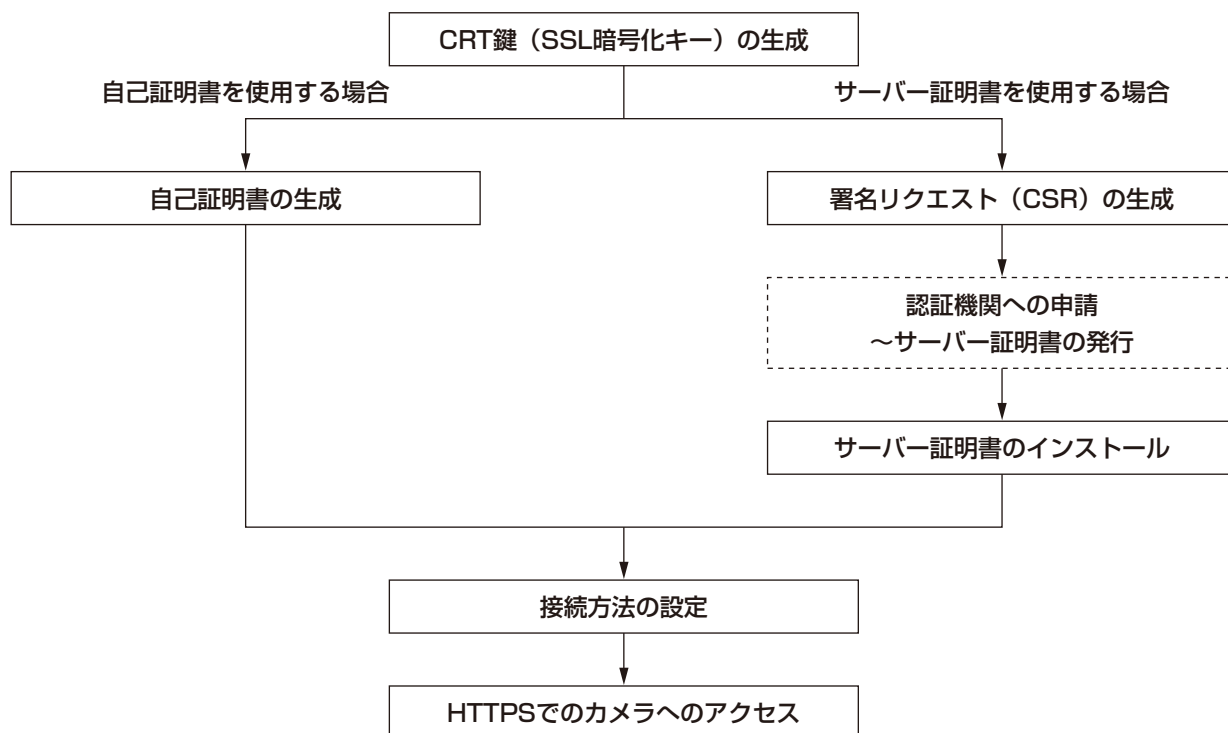 CRT鍵（SSL暗号化キー）の生成
自己証明書を使用する場合
サーバー証明書を使用する場合
自己証明書の生成
署名リクエスト（CSR）の生成
認証機関への申請
～サーバー証明書の発行
サーバー証明書のインストール
接続方法の設定
HTTPSでのカメラへのアクセス